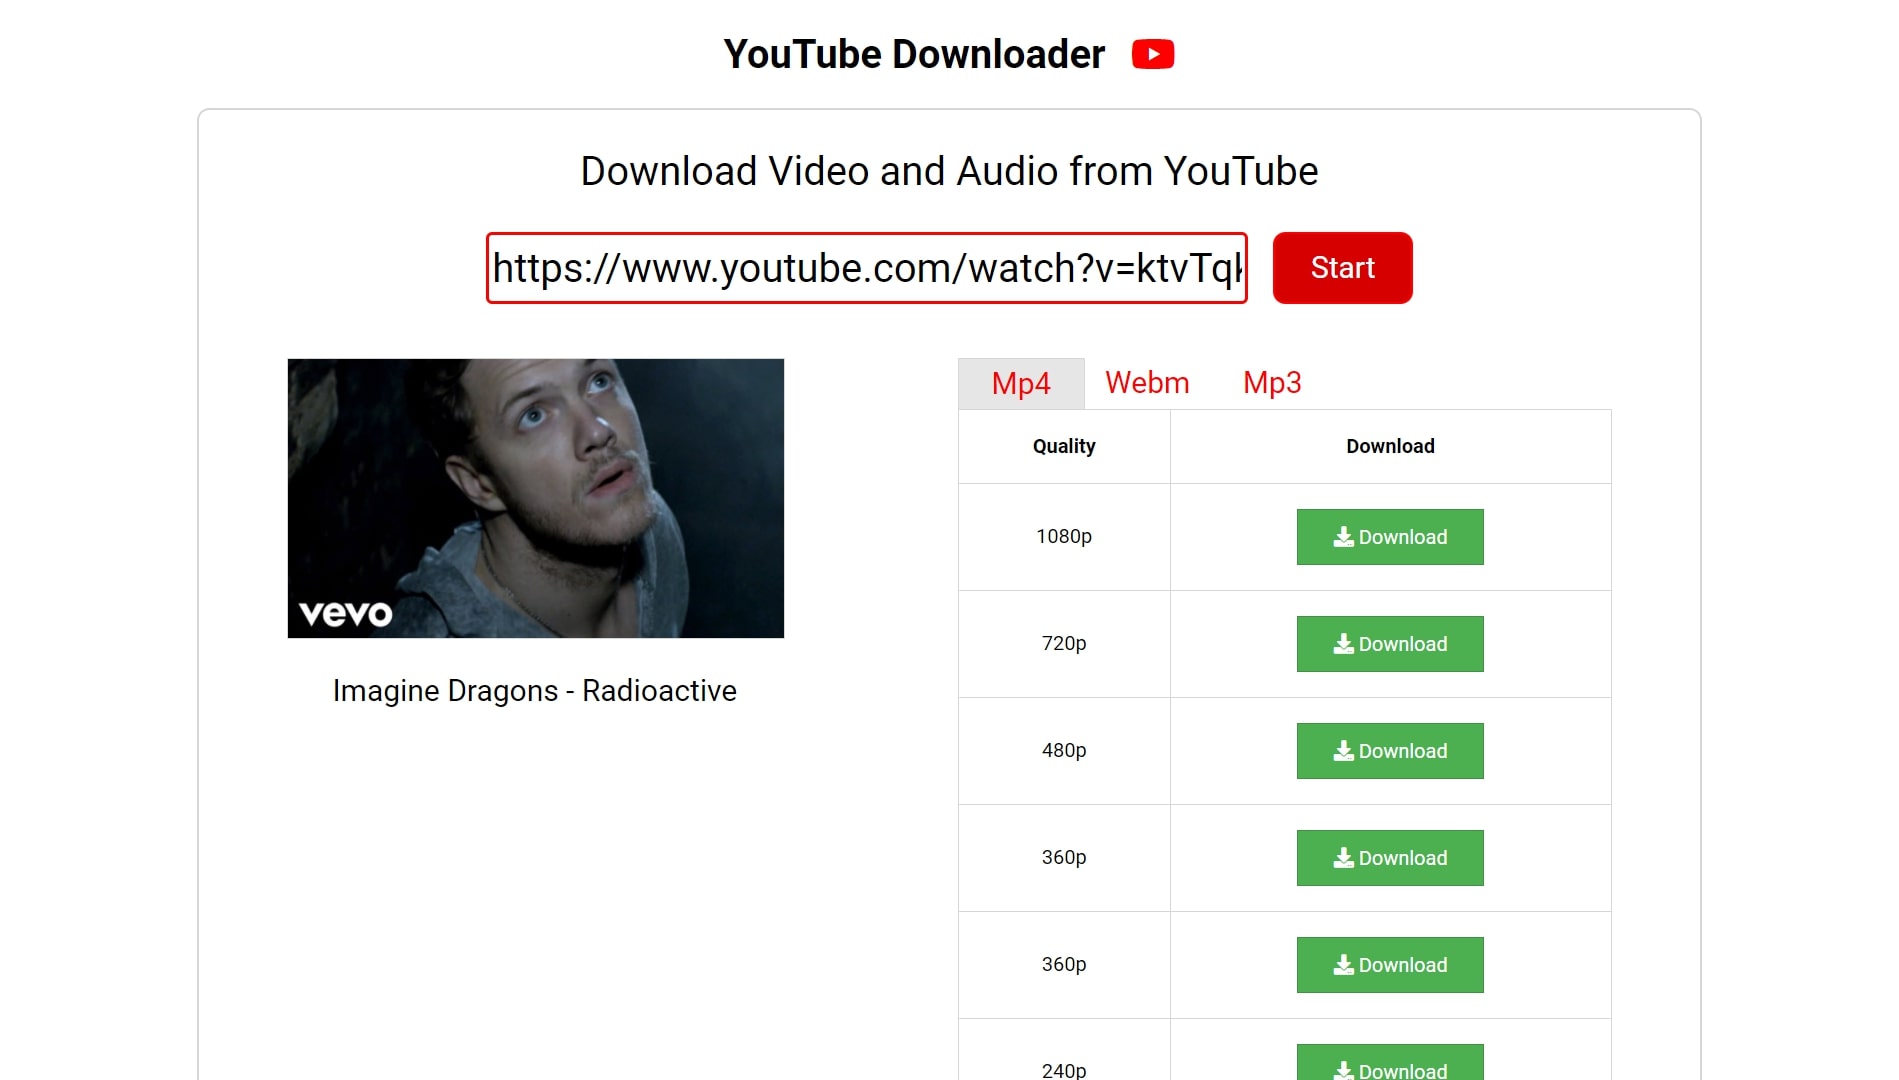 YouTube Downloader
Download Video and Audio from YouTube
https://www.youtube.com/watch?v=ktvTq
Start
vevo
Imagine Dragons - Radioactive
Mp4 Webm Mp3
Quality Download
1080p Download
720p Download
480p Download
360p Download
360p Download
240p Download